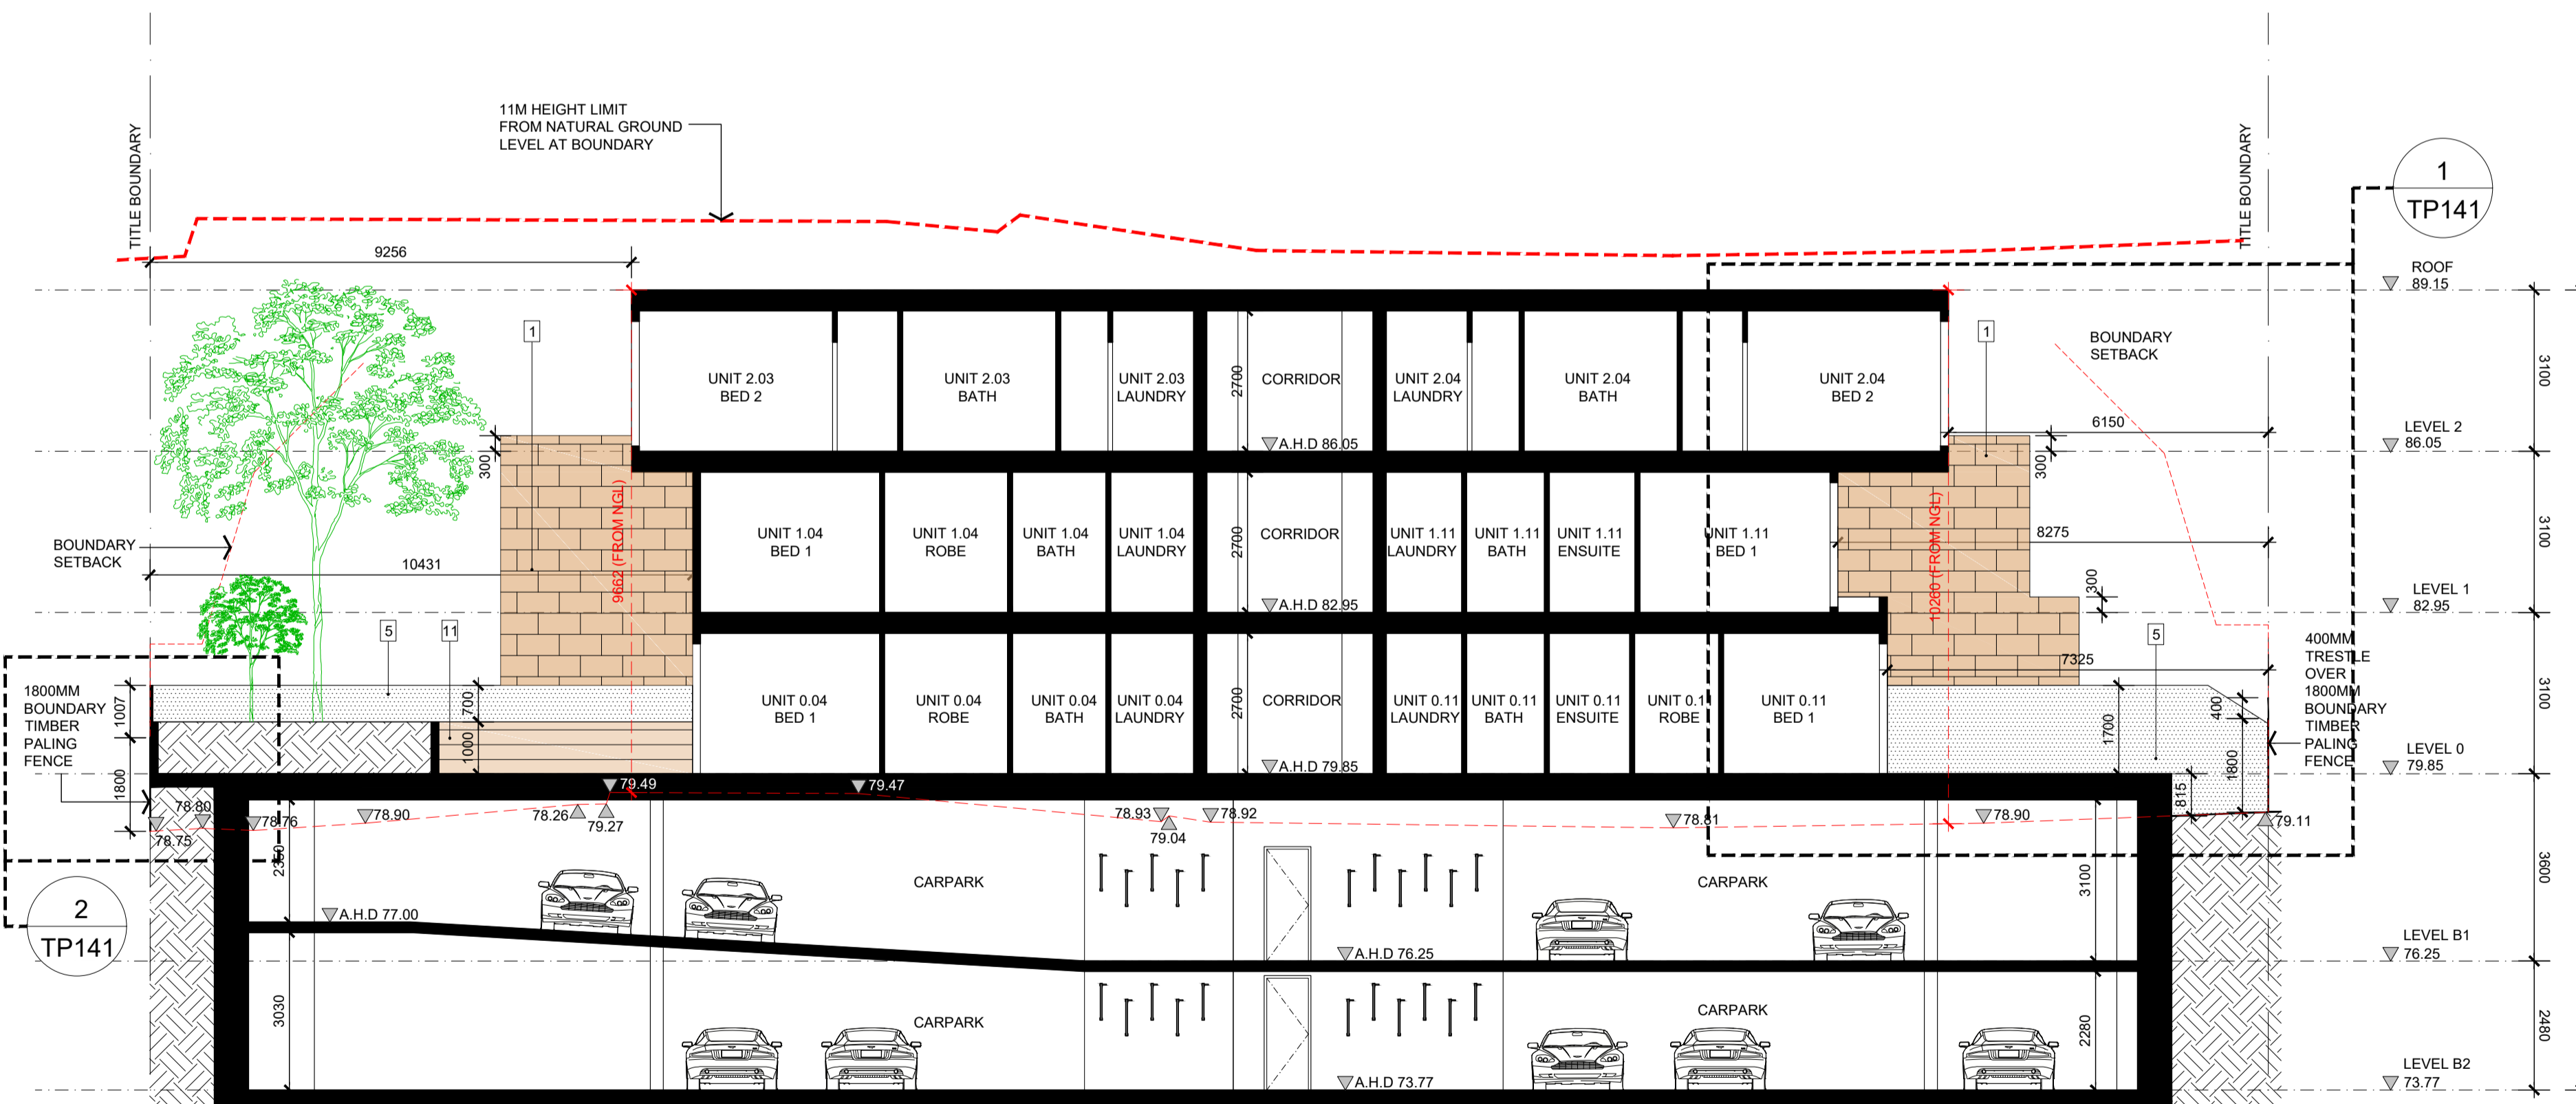 11M HEIGHT LIMIT
FROM NATURAL GROUND
LEVEL AT BOUNDARY
TITLE BOUNDARY
TITLE BOUNDARY
1
TP141
9256
ROOF
89.15
1
1
BOUNDARY
SETBACK
3100
UNIT 2.03
BED 2
UNIT 2.03
BATH
UNIT 2.03
LAUNDRY
2700
CORRIDOR
UNIT 2.04
LAUNDRY
UNIT 2.04
BATH
UNIT 2.04
BED 2
6150
LEVEL 2
86.05
A.H.D 86.05
300
300
9662 (FROM NGL)
10260 (FROM NGL)
BOUNDARY
SETBACK
10431
UNIT 1.04
BED 1
UNIT 1.04
ROBE
UNIT 1.04
BATH
UNIT 1.04
LAUNDRY
2700
CORRIDOR
UNIT 1.11
LAUNDRY
UNIT 1.11
BATH
UNIT 1.11
ENSUITE
UNIT 1.11
BED 1
8275
3100
300
LEVEL 1
82.95
A.H.D 82.95
5
11
5
7325
400MM
TRESTLE
OVER
1800MM
BOUNDARY
TIMBER
PALING
FENCE
1800MM
BOUNDARY
TIMBER
PALING
FENCE
1007
1800
700
1000
UNIT 0.04
BED 1
UNIT 0.04
ROBE
UNIT 0.04
BATH
UNIT 0.04
LAUNDRY
2700
CORRIDOR
UNIT 0.11
LAUNDRY
UNIT 0.11
BATH
UNIT 0.11
ENSUITE
UNIT 0.11
ROBE
UNIT 0.11
BED 1
1700
400
1800
815
3100
LEVEL 0
79.85
A.H.D 79.85
79.49
79.47
78.80
78.75
78.76
78.90
78.26
79.27
78.93
79.04
78.92
78.81
78.90
79.11
2350
CARPARK
CARPARK
3100
3600
2
TP141
A.H.D 77.00
A.H.D 76.25
LEVEL B1
76.25
3030
CARPARK
CARPARK
2280
2480
A.H.D 73.77
LEVEL B2
73.77